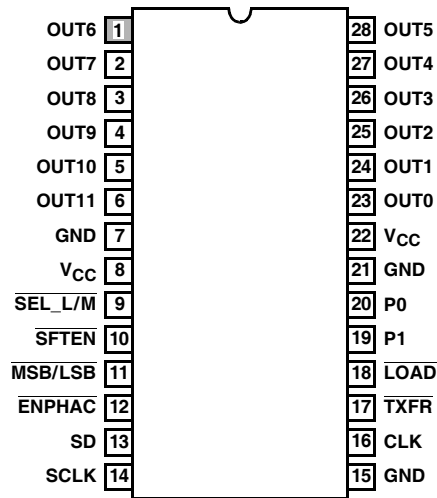 OUT6 1 28 OUT5
OUT7 2 27 OUT4
OUT8 3 26 OUT3
OUT9 4 25 OUT2
OUT10 5 24 OUT1
OUT11 6 23 OUT0
GND 7 22 VCC
VCC 8 21 GND
SEL_L/M 9 20 P0
SFTEN 10 19 P1
MSB/LSB 11 18 LOAD
ENPHAC 12 17 TXFR
SD 13 16 CLK
SCLK 14 15 GND